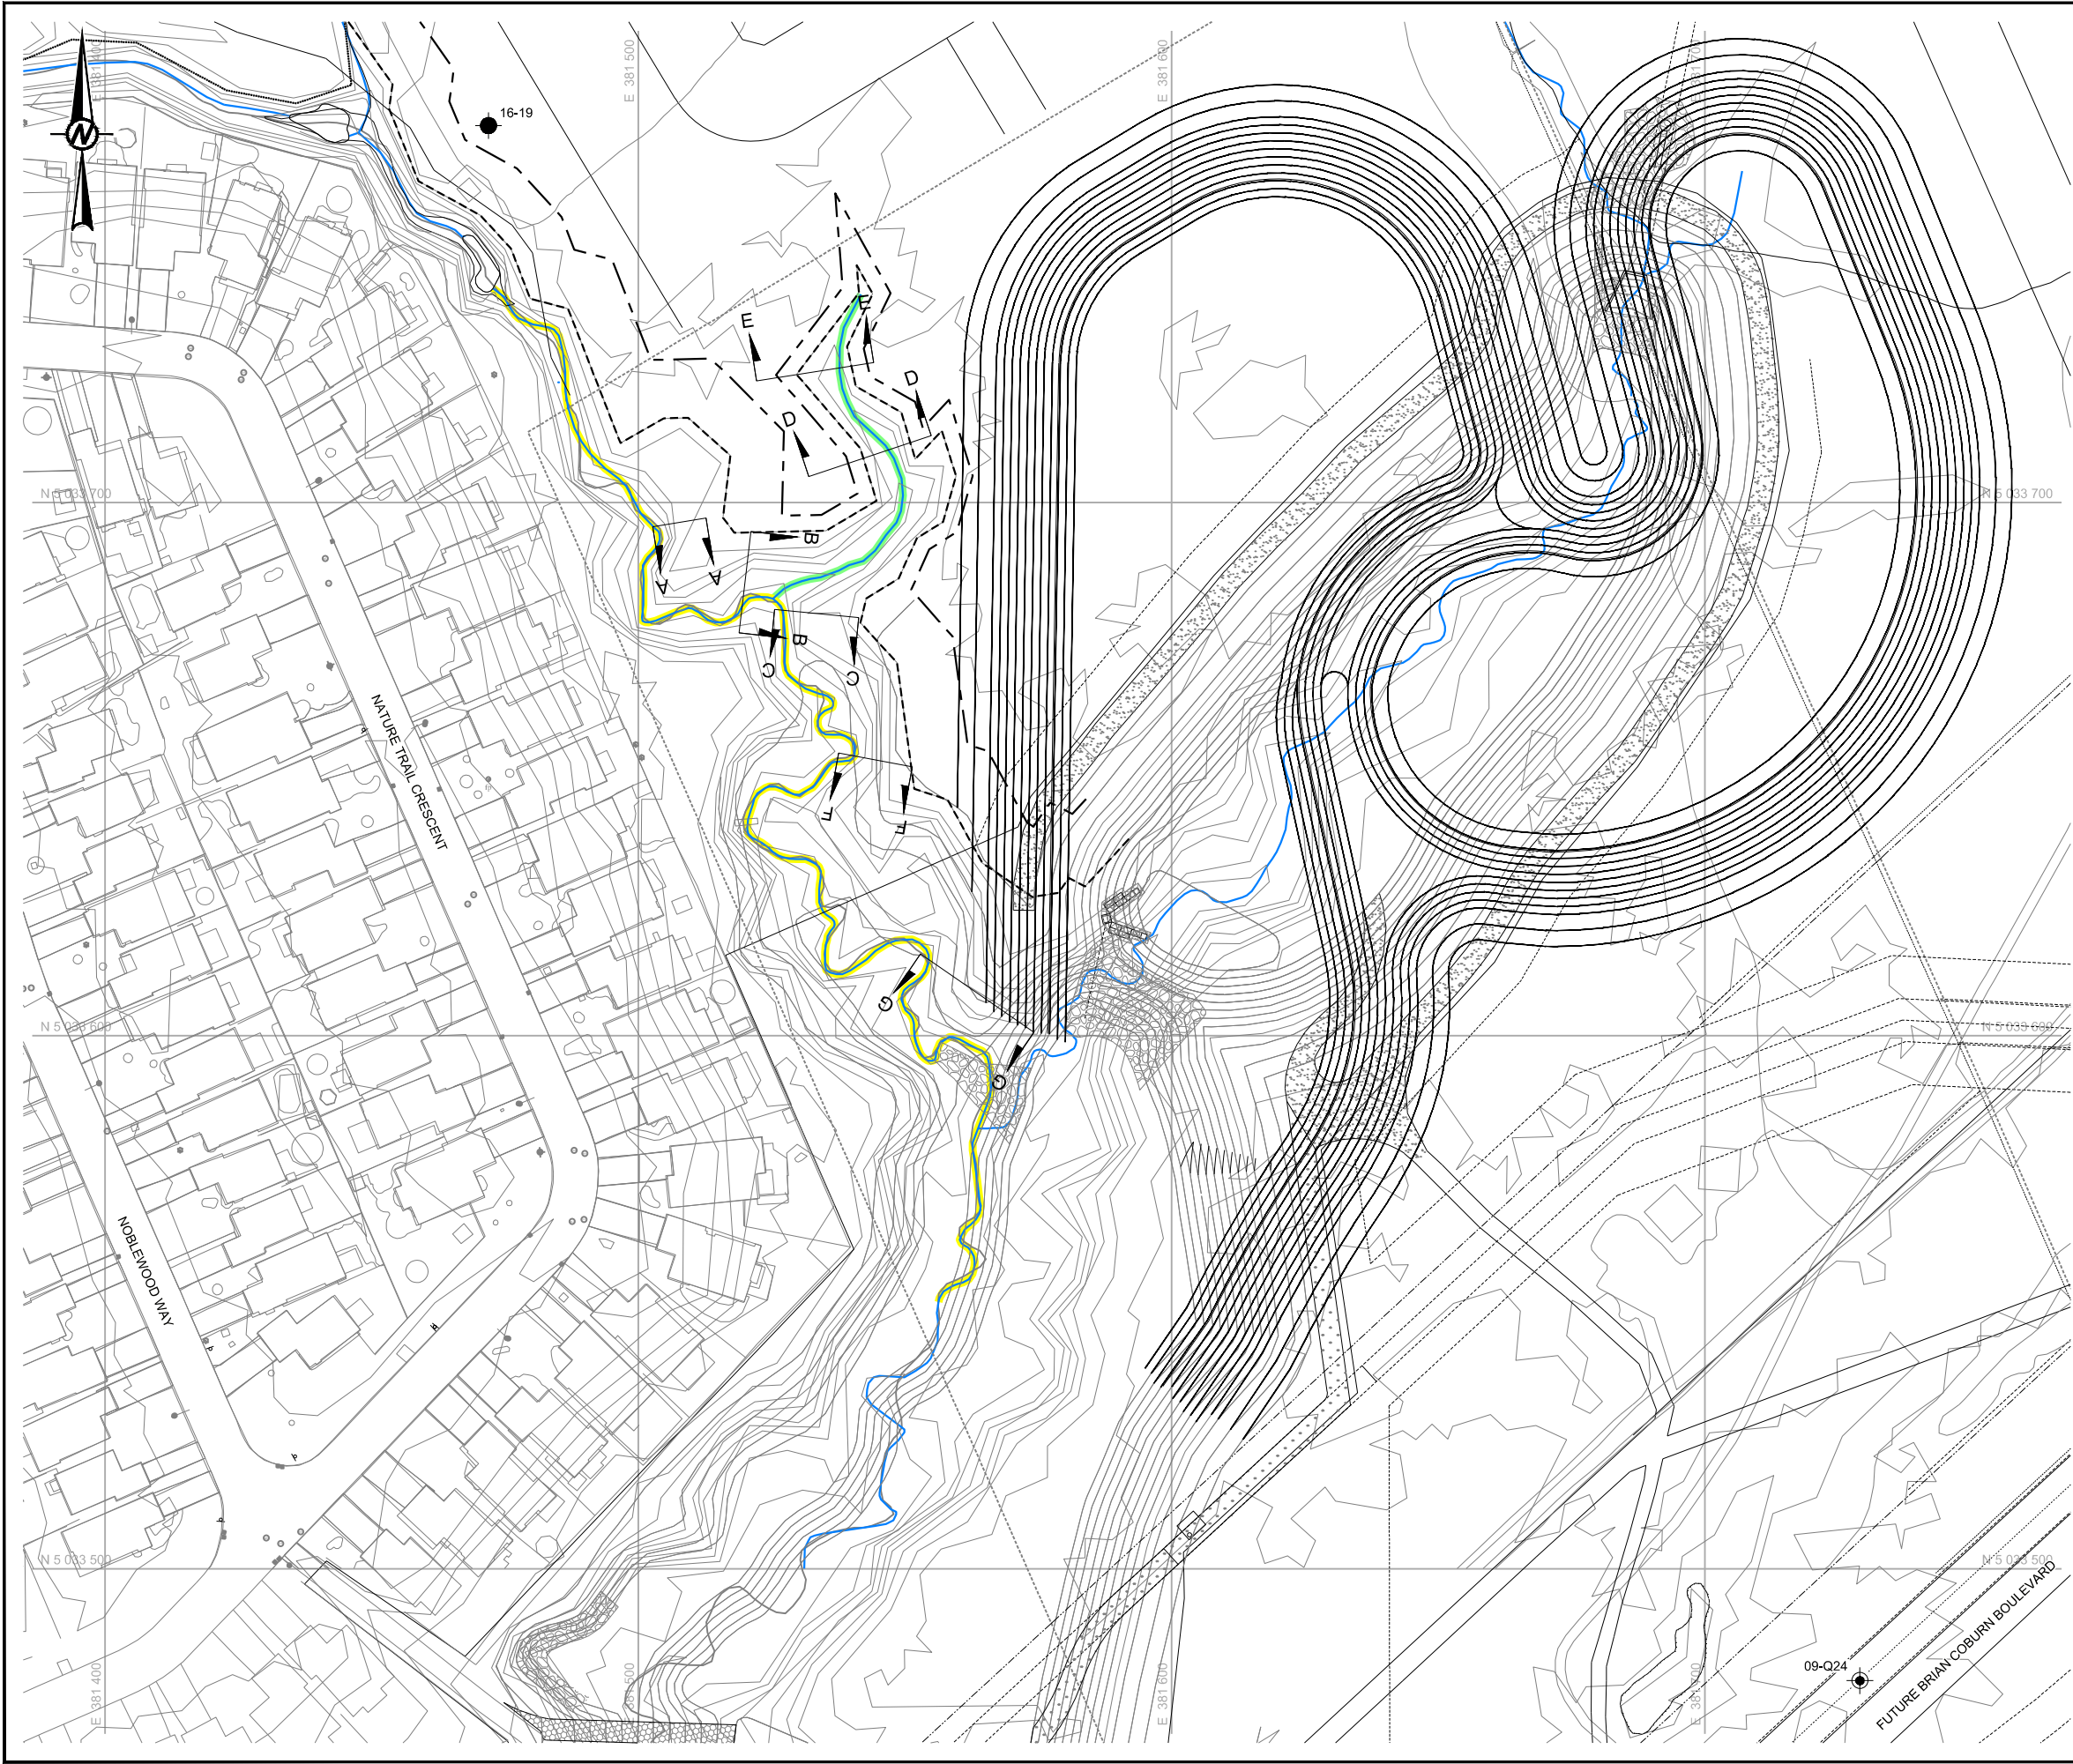 E 381 400
E 381 500
E 381 600
N
16-19
E
E
D
D
N 5 033 700
N 5 033 700
B
A
A
B
C
C
NATURE TRAIL CRESCENT
F
F
G
N 5 033 600
N 5 033 600
G
NOBLEWOOD WAY
N 5 033 500
N 5 033 500
FUTURE BRIAN COBURN BOULEVARD
09-Q24
E 381 400
E 381 600